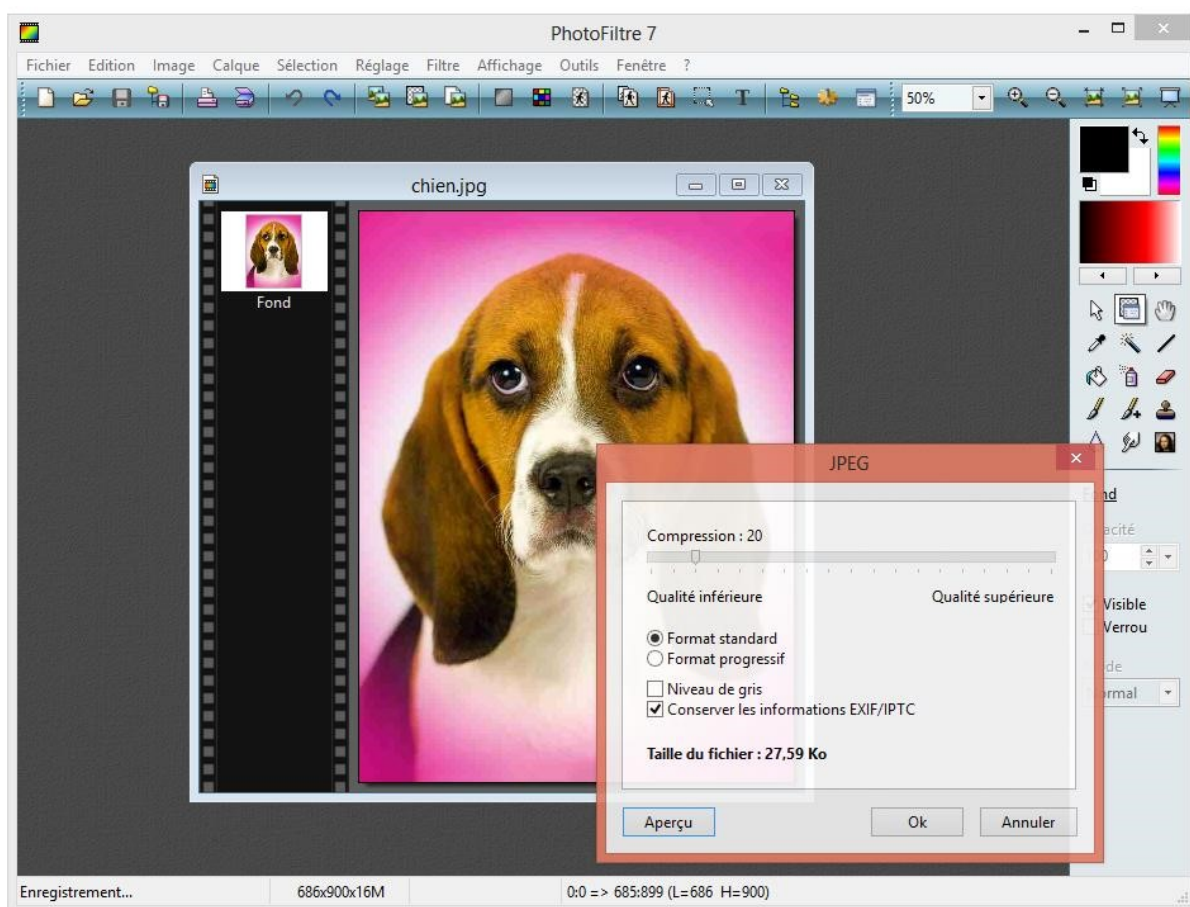 PhotoFiltre 7
Fichier Edition Image Calque Sélection Réglage Filtre Affichage Outils Fenêtre ?
50%
chien.jpg
Fond
JPEG
Compression : 20
Qualité inférieure Qualité supérieure
Format standard
Format progressif
Niveau de gris
Conserver les informations EXIF/IPTC
Taille du fichier : 27,59 Ko
Aperçu Ok Annuler
Visible
Verrou
Enregistrement... 686x900x16M 0:0 => 685:899 (L=686 H=900)